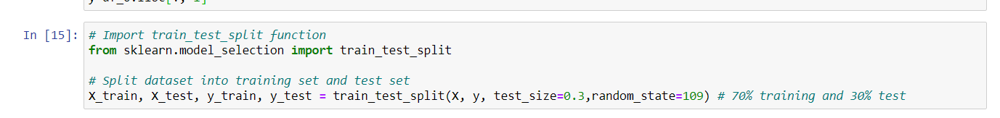 In [15]: # Import train_test_split function
from sklearn.model_selection import train_test_split
# Split dataset into training set and test set
X_train, X_test, y_train, y_test = train_test_split(X, y, test_size=0.3,random_state=109) # 70% training and 30% test